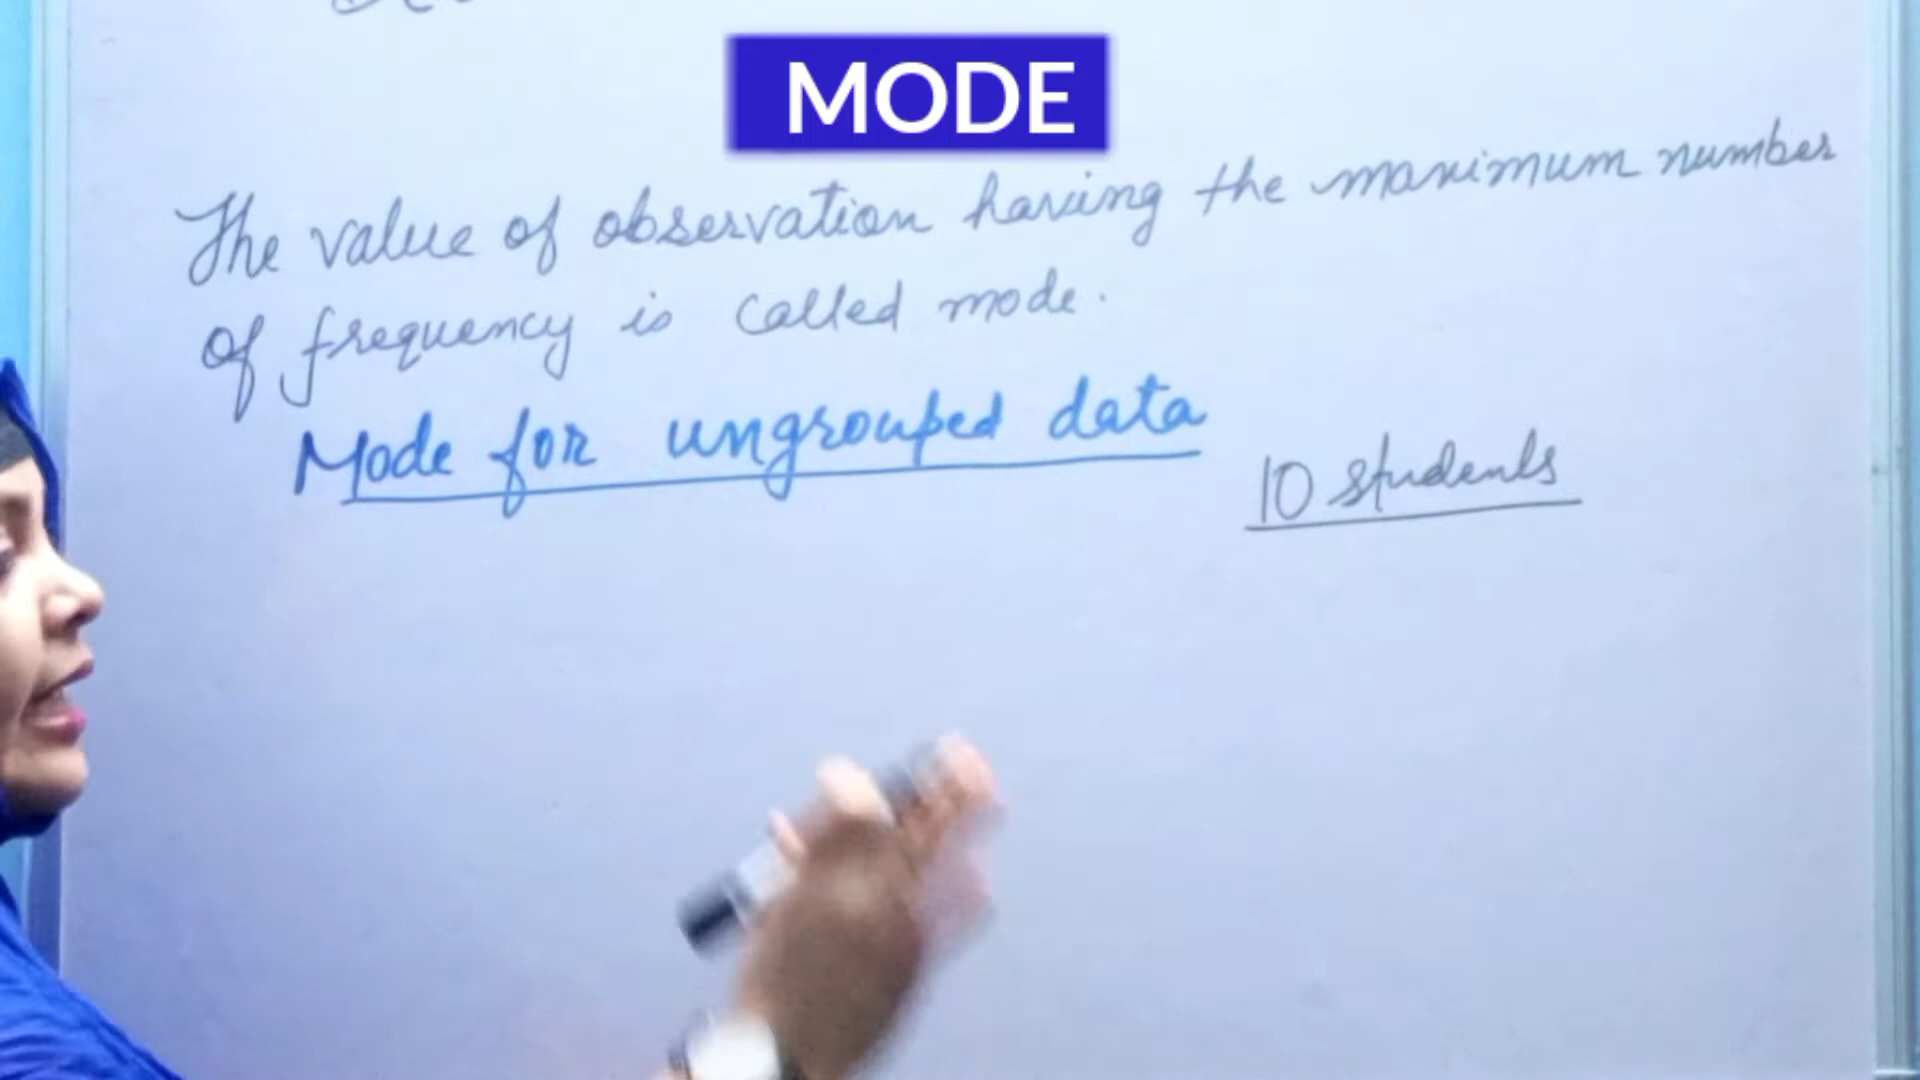 MODE
The value of observation having the maximum number
of frequency is called mode.
Mode for ungrouped data
10 students